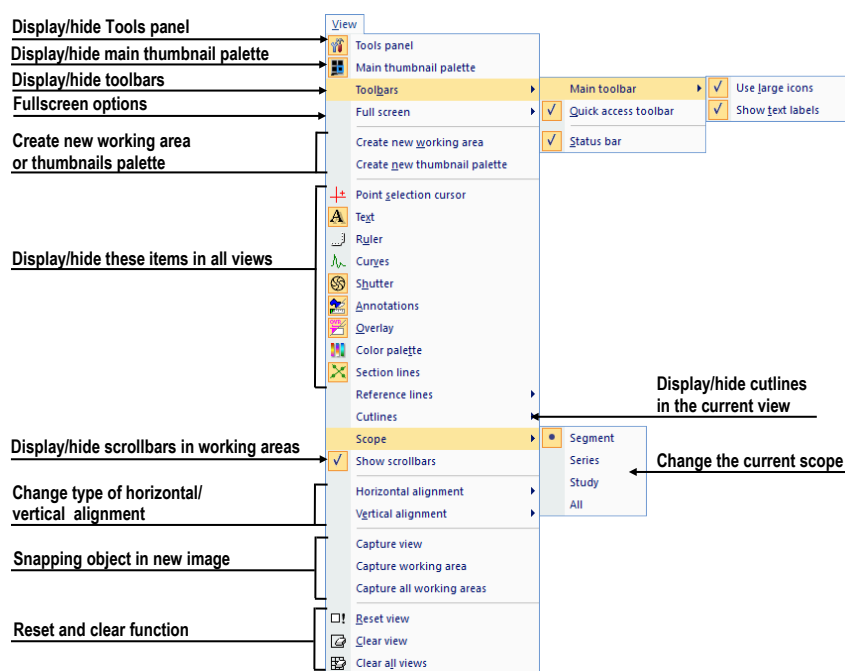 View
Display/hide Tools panel
Tools panel
Display/hide main thumbnail palette
Main thumbnail palette
Display/hide toolbars
Toolbars
Main toolbar
Use large icons
Fullscreen options
Full screen
Quick access toolbar
Show text labels
Status bar
Create new working area
or thumbnails palette
Create new working area
Create new thumbnail palette
Point selection cursor
Text
Ruler
Curves
Display/hide these items in all views
Shutter
Annotations
OVR
Overlay
Color palette
Section lines
Reference lines
Cutlines
Display/hide cutlines
in the current view
Scope
Segment
Series
Study
All
Change the current scope
Display/hide scrollbars in working areas
Show scrollbars
Change type of horizontal/
vertical alignment
Horizontal alignment
Vertical alignment
Snapping object in new image
Capture view
Capture working area
Capture all working areas
Reset and clear function
Reset view
Clear view
Clear all views